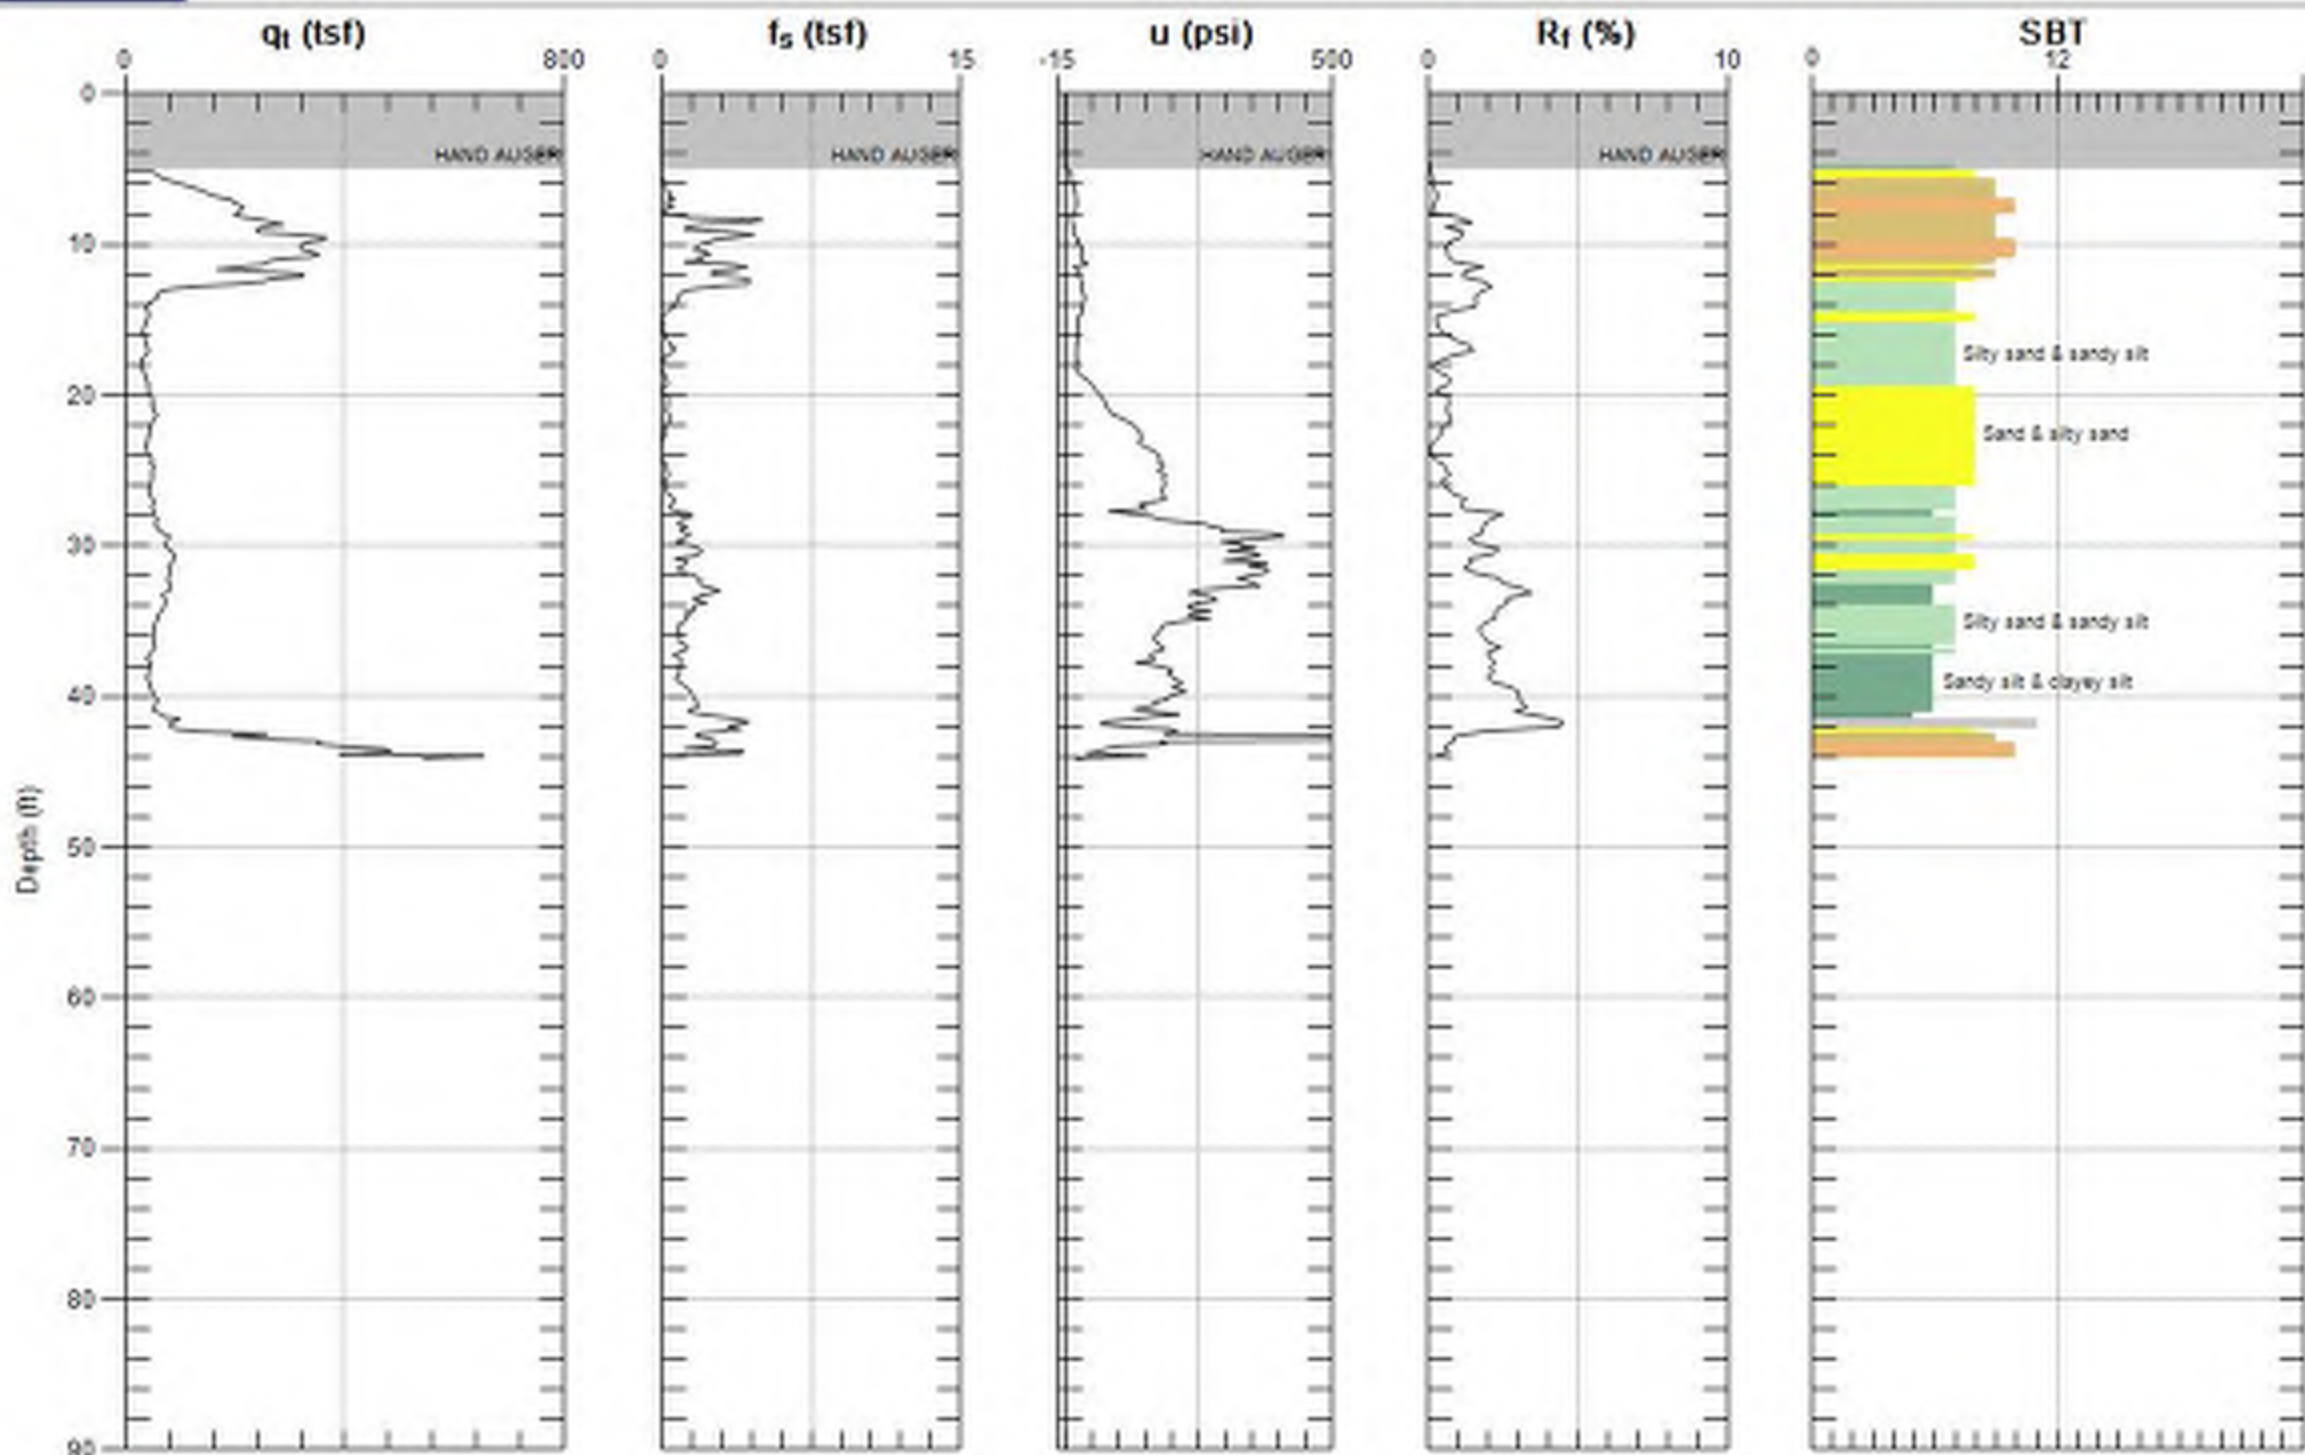 qt (tsf) fs (tsf) u (psi) Rf (%) SBT
0 800 0 15 -15 500 0 10 0 12
0
HAND AUGER HAND AUGER HAND AUGER HAND AUGER
10
Silty sand & sandy silt
20
Sand & silty sand
30
Silty sand & sandy silt
Sandy silt & clayey silt
40
Depth (ft)
50
60
70
80
90